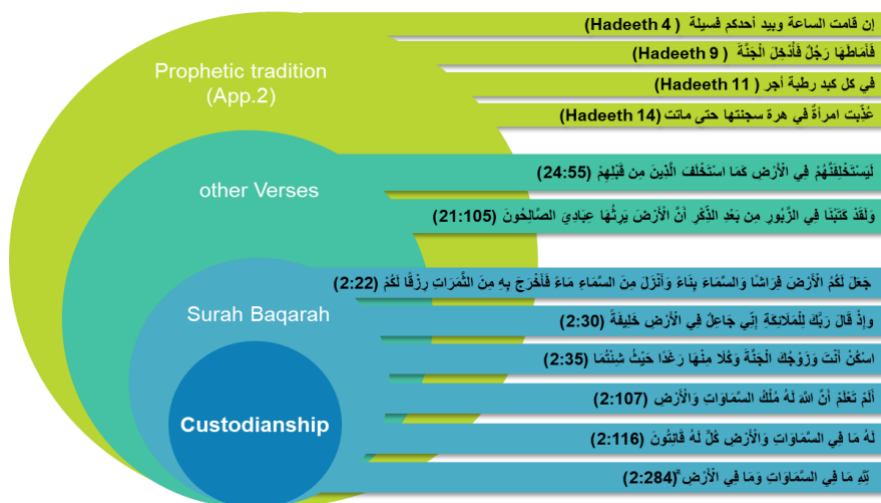 إن قامت الساعة وبيد أحدكم فسيلة (Hadeeth 4)
فَأَمَاطَهَا رَجُلٌ فَأُدْخِلَ الْجَنَّةَ (Hadeeth 9)
Prophetic tradition
(App.2)
في كل كبد رطبة أجر (Hadeeth 11)
عُذِّبت امرأةٌ في هرة سجنتها حتى ماتت (Hadeeth 14)
other Verses
لَيَسْتَخْلِفَنَّهُمْ فِي الْأَرْضِ كَمَا اسْتَخْلَفَ الَّذِينَ مِن قَبْلِهِمْ (24:55)
وَلَقَدْ كَتَبْنَا فِي الزَّبُورِ مِن بَعْدِ الذِّكْرِ أَنَّ الْأَرْضَ يَرِثُهَا عِبَادِيَ الصَّالِحُونَ (21:105)
Surah Baqarah
جَعَلَ لَكُمُ الْأَرْضَ فِرَاشًا وَالسَّمَاءَ بِنَاءً وَأَنْزَلَ مِنَ السَّمَاءِ مَاءً فَأَخْرَجَ بِهِ مِنَ الثَّمَرَاتِ رِزْقًا لَكُمْ (2:22)
وَإِذْ قَالَ رَبُّكَ لِلْمَلَائِكَةِ إِنِّي جَاعِلٌ فِي الْأَرْضِ خَلِيفَةً (2:30)
اسْكُنْ أَنْتَ وَزَوْجُكَ الْجَنَّةَ وَكُلَا مِنْهَا رَغَدًا حَيْثُ شِئْتُمَا (2:35)
Custodianship
أَلَمْ تَعْلَمْ أَنَّ اللَّهَ لَهُ مُلْكُ السَّمَاوَاتِ وَالْأَرْضِ (2:107)
لَهُ مَا فِي السَّمَاوَاتِ وَالْأَرْضِ كُلٌّ لَهُ قَانِتُونَ (2:116)
لِلَّهِ مَا فِي السَّمَاوَاتِ وَمَا فِي الْأَرْضِ ۗ (2:284)